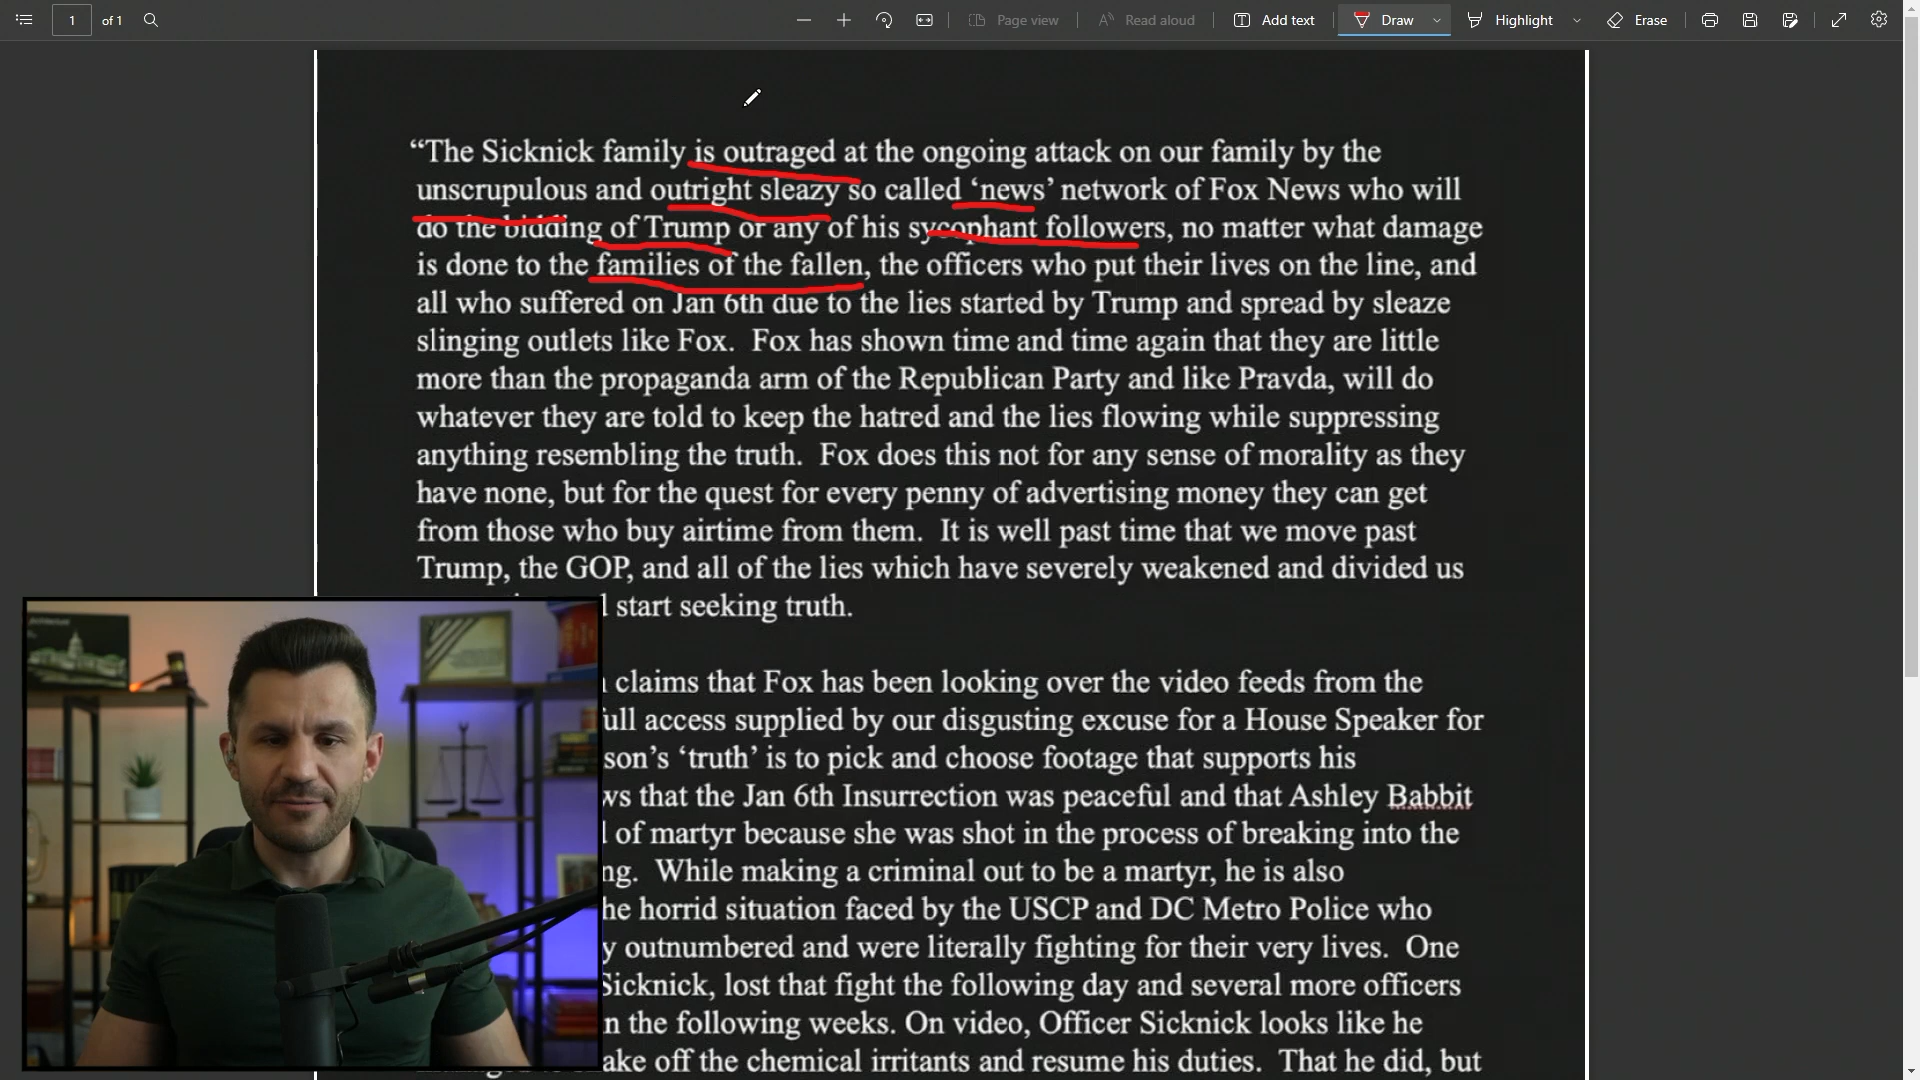 1 of 1 Page view Read aloud Add text Draw Highlight Erase
“The Sicknick family is outraged at the ongoing attack on our family by the
unscrupulous and outright sleazy so called ‘news’ network of Fox News who will
do the bidding of Trump or any of his sycophant followers, no matter what damage
is done to the families of the fallen, the officers who put their lives on the line, and
all who suffered on Jan 6th due to the lies started by Trump and spread by sleaze
slinging outlets like Fox.  Fox has shown time and time again that they are little
more than the propaganda arm of the Republican Party and like Pravda, will do
whatever they are told to keep the hatred and the lies flowing while suppressing
anything resembling the truth.  Fox does this not for any sense of morality as they
have none, but for the quest for every penny of advertising money they can get
from those who buy airtime from them.  It is well past time that we move past
Trump, the GOP, and all of the lies which have severely weakened and divided us
start seeking truth.
claims that Fox has been looking over the video feeds from the
full access supplied by our disgusting excuse for a House Speaker for
son’s ‘truth’ is to pick and choose footage that supports his
ws that the Jan 6th Insurrection was peaceful and that Ashley Babbit
of martyr because she was shot in the process of breaking into the
ng.  While making a criminal out to be a martyr, he is also
he horrid situation faced by the USCP and DC Metro Police who
y outnumbered and were literally fighting for their very lives.  One
Sicknick, lost that fight the following day and several more officers
n the following weeks. On video, Officer Sicknick looks like he
ake off the chemical irritants and resume his duties.  That he did, but